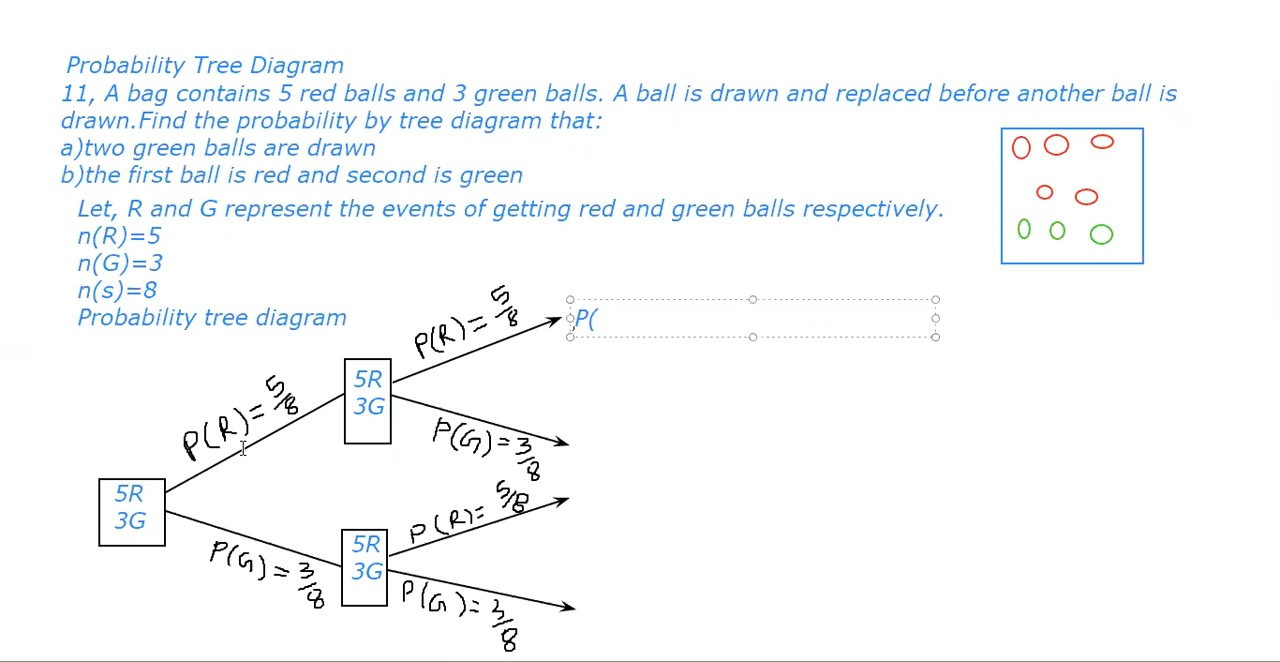 Probability Tree Diagram
11, A bag contains 5 red balls and 3 green balls. A ball is drawn and replaced before another ball is
drawn.Find the probability by tree diagram that:
a)two green balls are drawn
b)the first ball is red and second is green
Let, R and G represent the events of getting red and green balls respectively.
n(R)=5
n(G)=3
n(s)=8
Probability tree diagram
P(R)=5/8
P(
5R
3G
P(R)=5/8
P(G)=3/8
5R
3G
P(R)=5/8
5R
3G
P(G)=3/8
P(G)=3/8